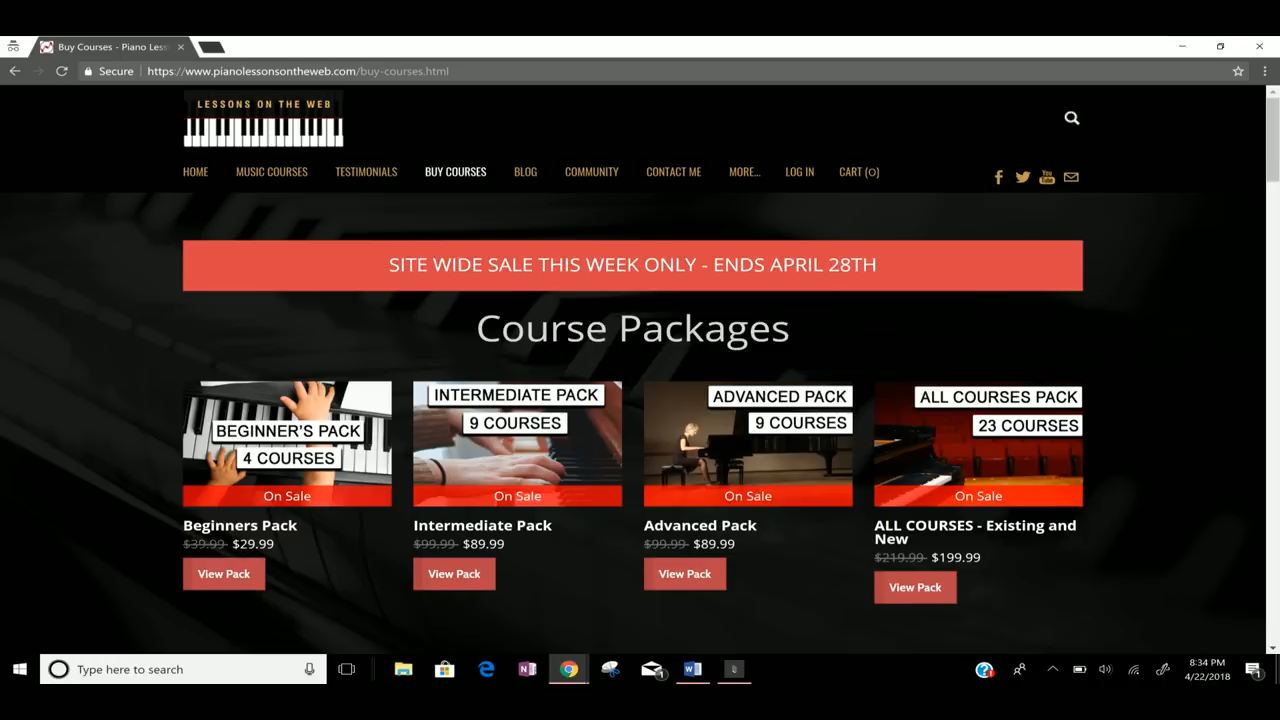 Buy Courses - Piano Less
Secure
https://www.pianolessonsontheweb.com/buy-courses.html
LESSONS ON THE WEB
HOME MUSIC COURSES TESTIMONIALS BUY COURSES BLOG COMMUNITY CONTACT ME MORE... LOG IN CART (0)
You Tube
SITE WIDE SALE THIS WEEK ONLY - ENDS APRIL 28TH
Course Packages
BEGINNER'S PACK
4 COURSES
On Sale
Beginners Pack
$39.99 $29.99
View Pack
INTERMEDIATE PACK
9 COURSES
On Sale
Intermediate Pack
$99.99 $89.99
View Pack
ADVANCED PACK
9 COURSES
On Sale
Advanced Pack
$99.99 $89.99
View Pack
ALL COURSES PACK
23 COURSES
On Sale
ALL COURSES - Existing and
New
$219.99 $199.99
View Pack
Type here to search
8:34 PM
4/22/2018